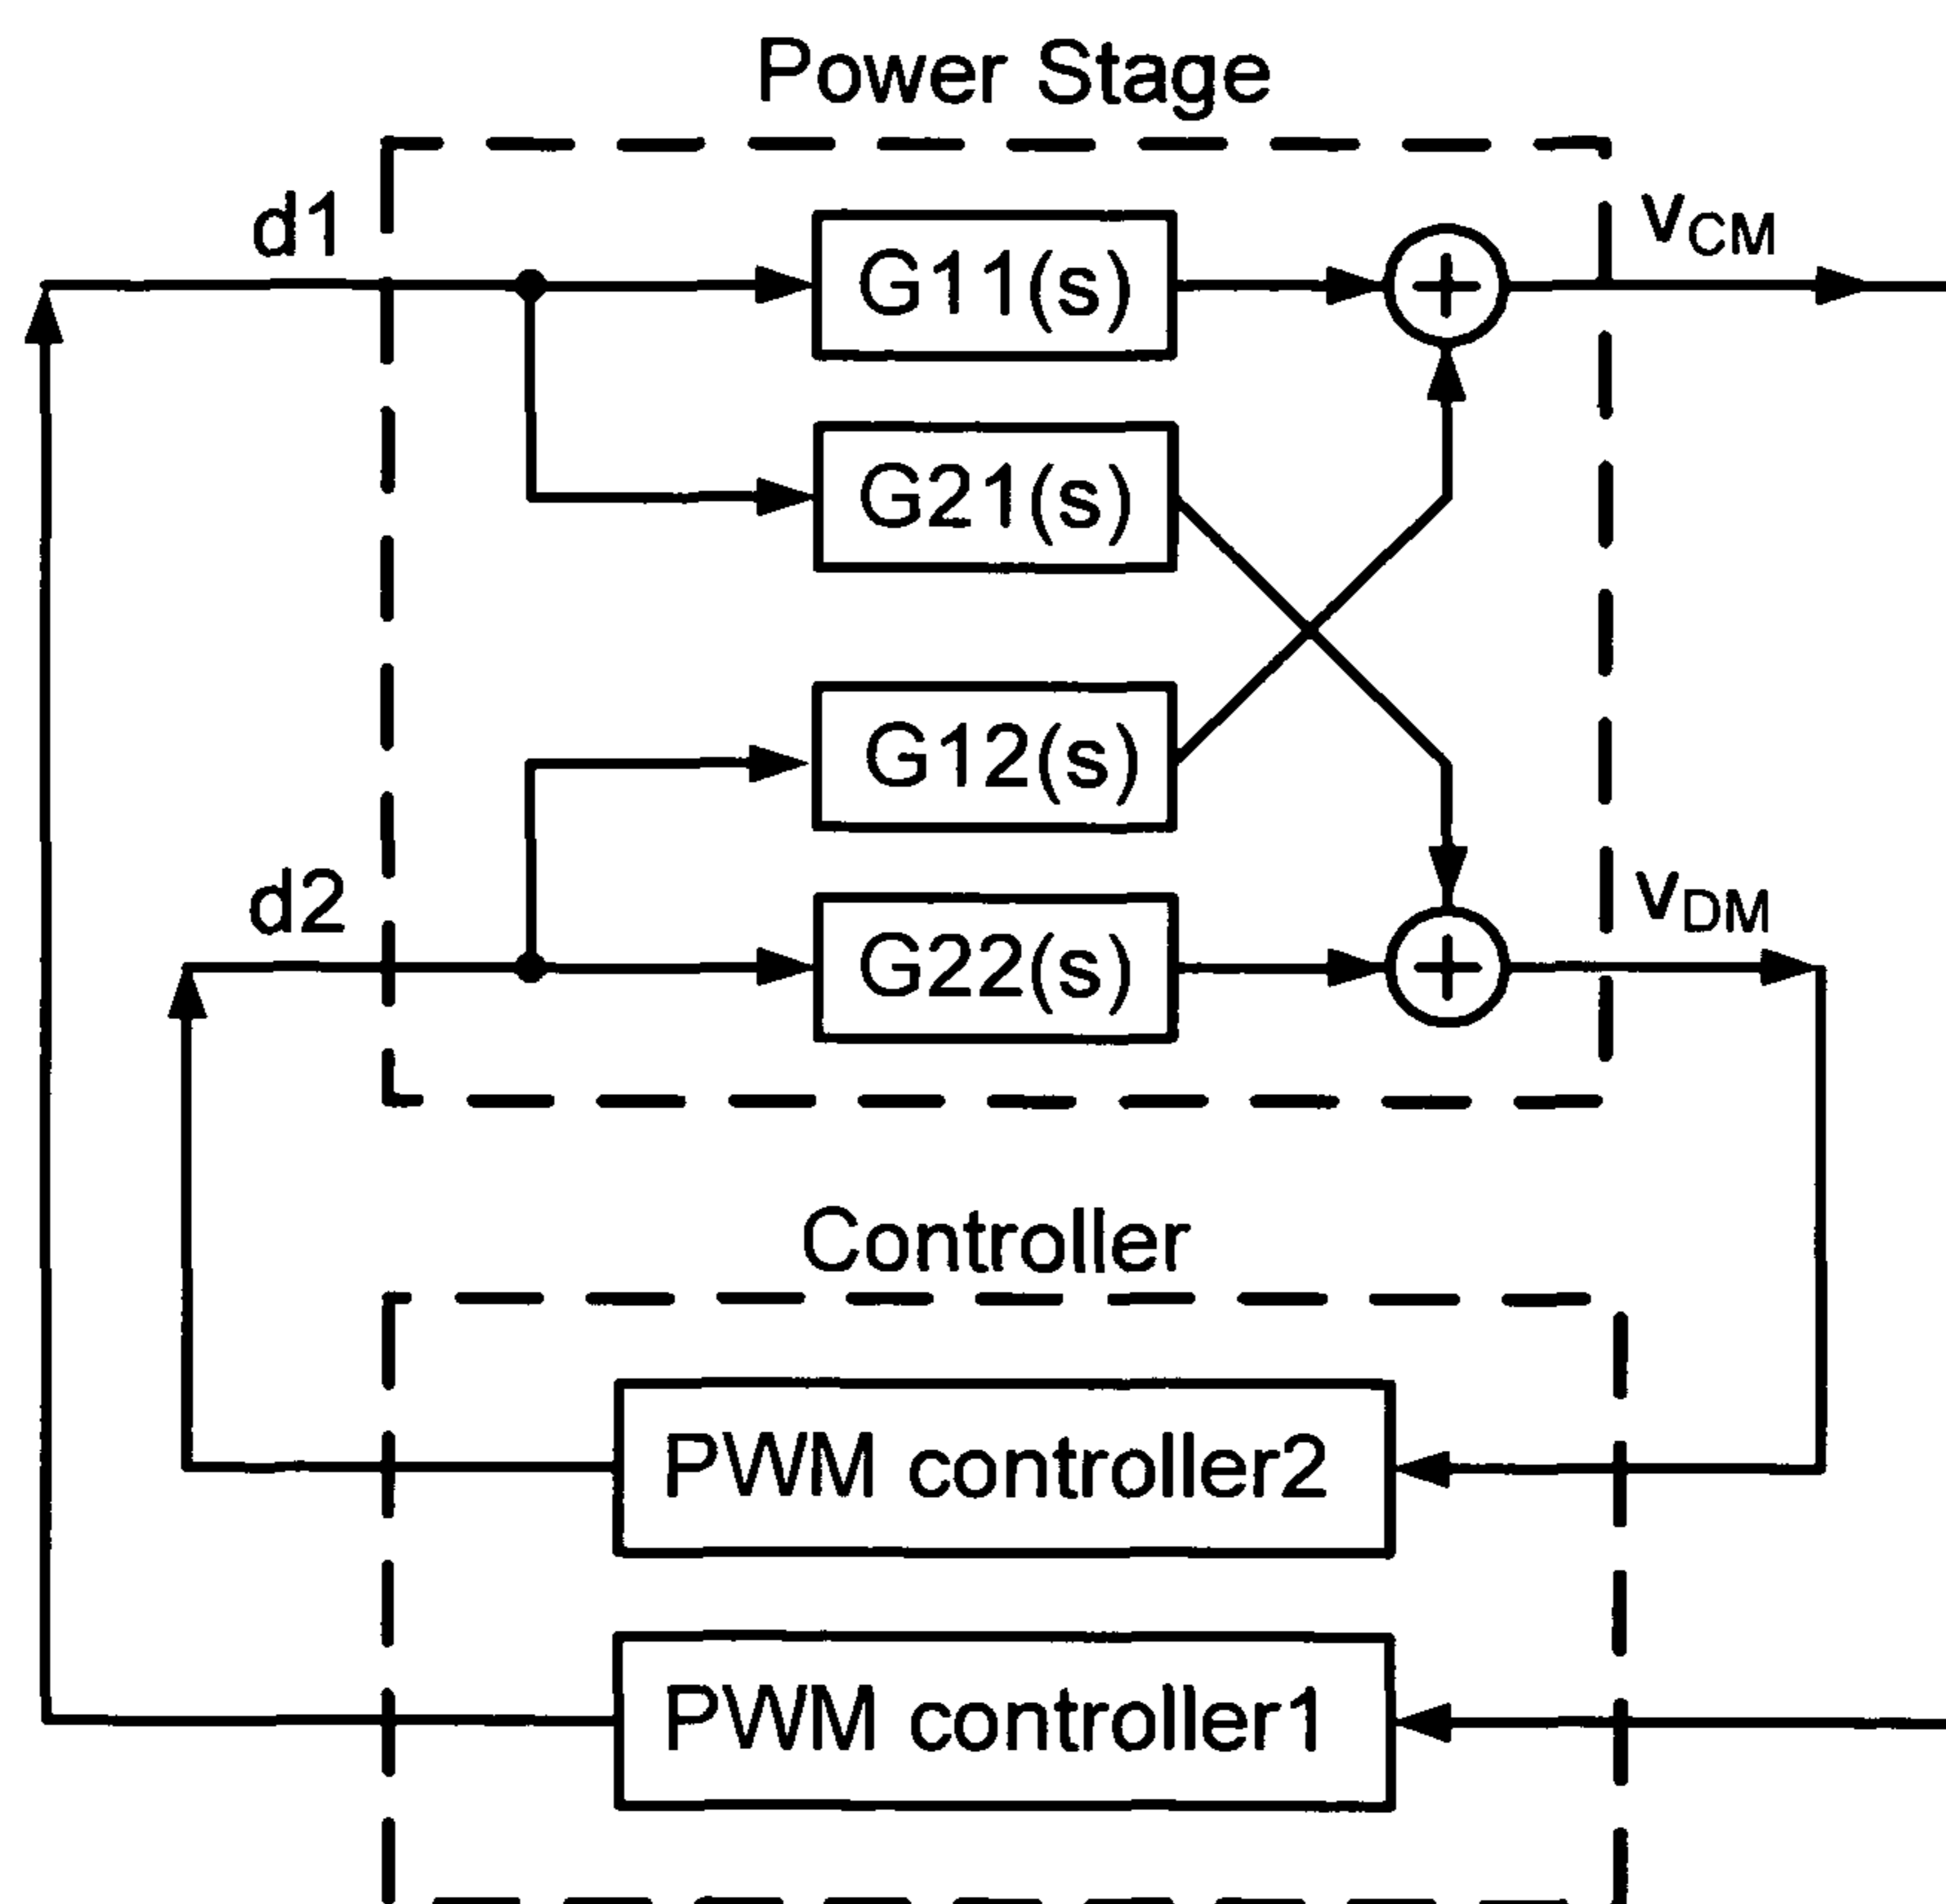 Power Stage
d1
G11(s)
vCM
G21(s)
G12(s)
d2
G22(s)
vDM
Controller
PWM controller2
PWM controller1